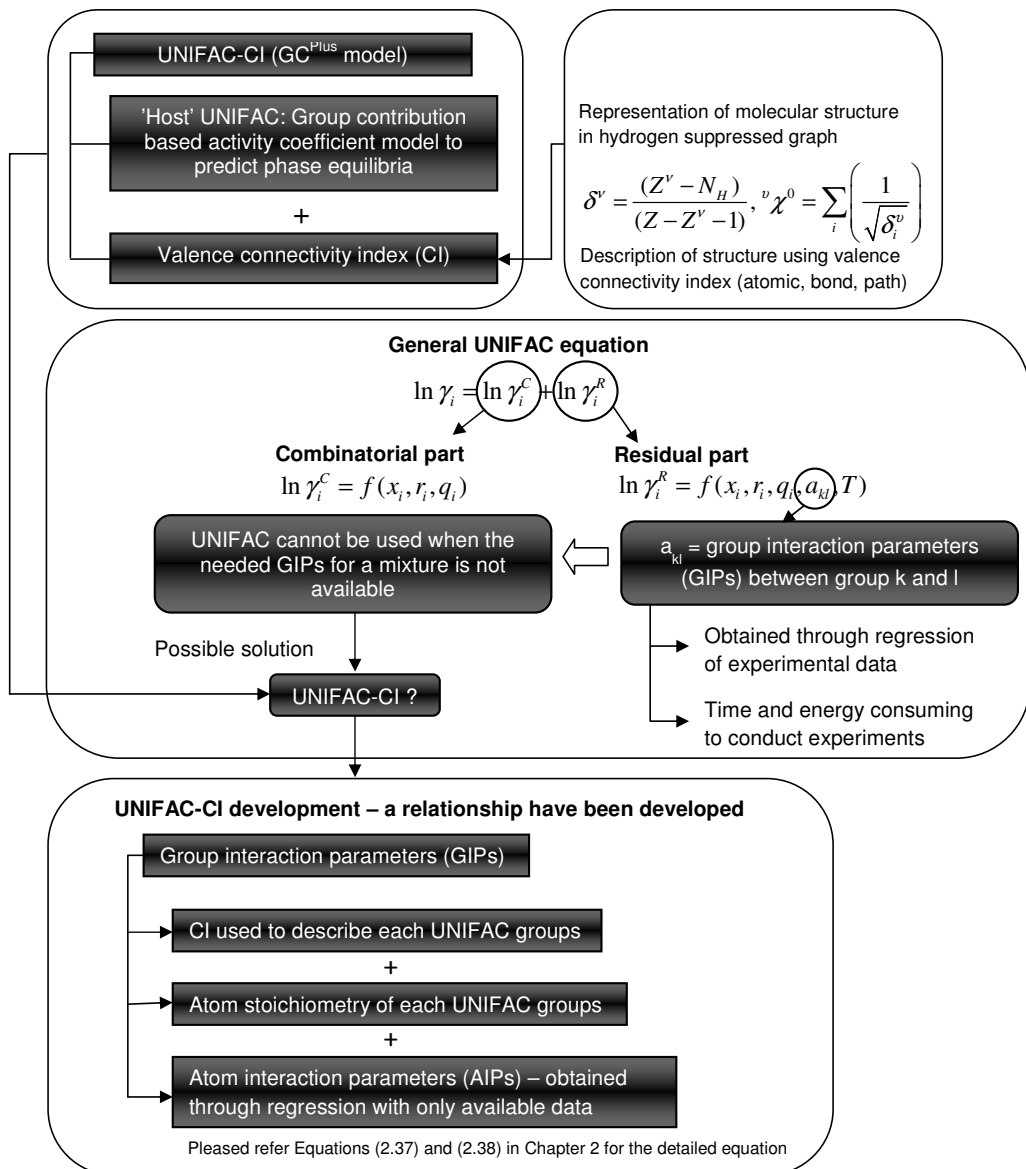 UNIFAC-CI (GC^Plus model)
'Host' UNIFAC: Group contribution
based activity coefficient model to
predict phase equilibria
+
Valence connectivity index (CI)
Representation of molecular structure
in hydrogen suppressed graph
δ^ν = (Z^ν − N_H) / (Z − Z^ν − 1), ^υχ^0 = ∑_i (1 / √δ_i^υ)
Description of structure using valence
connectivity index (atomic, bond, path)
General UNIFAC equation
ln γ_i = ln γ_i^C + ln γ_i^R
Combinatorial part
ln γ_i^C = f(x_i, r_i, q_i)
Residual part
ln γ_i^R = f(x_i, r_i, q_i, a_kl, T)
UNIFAC cannot be used when the
needed GIPs for a mixture is not
available
a_kl = group interaction parameters
(GIPs) between group k and l
Obtained through regression
of experimental data
Time and energy consuming
to conduct experiments
Possible solution
UNIFAC-CI ?
UNIFAC-CI development – a relationship have been developed
Group interaction parameters (GIPs)
CI used to describe each UNIFAC groups
+
Atom stoichiometry of each UNIFAC groups
+
Atom interaction parameters (AIPs) – obtained
through regression with only available data
Pleased refer Equations (2.37) and (2.38) in Chapter 2 for the detailed equation